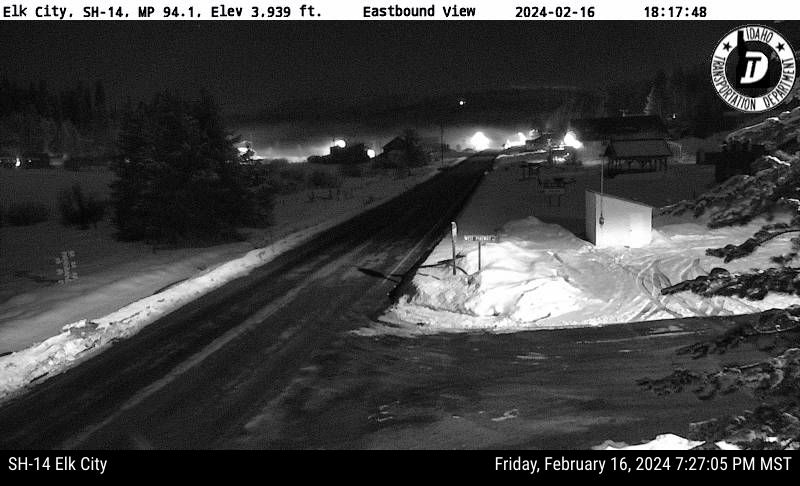 Elk City, SH-14, MP 94.1, Elev 3,939 ft. Eastbound View 2024-02-16 18:17:48
IDAHO
TRANSPORTATION DEPARTMENT
SH-14 Elk City Friday, February 16, 2024 7:27:05 PM MST